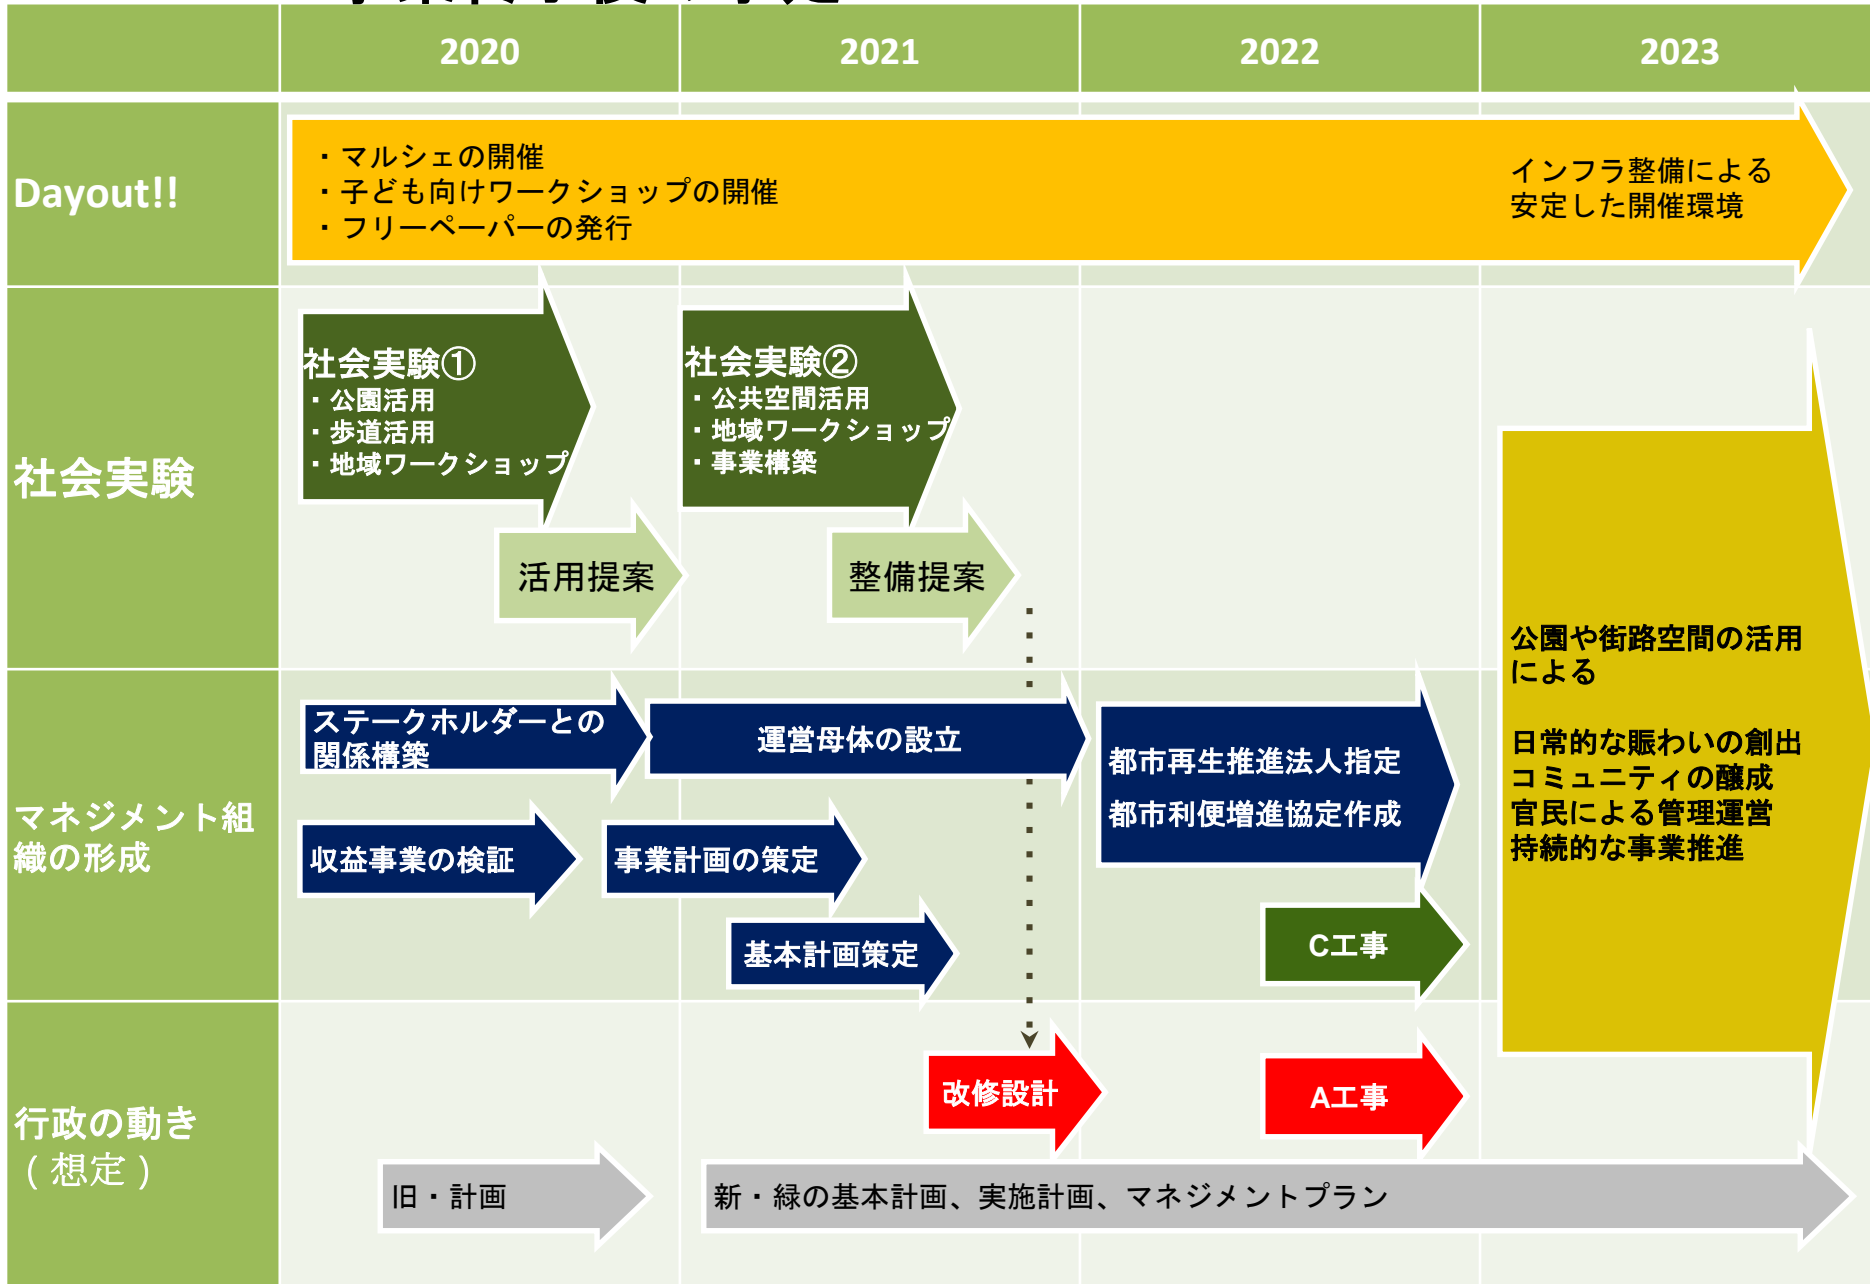 2020
2021
2022
2023
Dayout!!
・マルシェの開催
・子ども向けワークショップの開催
・フリーペーパーの発行
インフラ整備による
安定した開催環境
社会実験
社会実験①
・公園活用
・歩道活用
・地域ワークショップ
社会実験②
・公共空間活用
・地域ワークショップ
・事業構築
活用提案
整備提案
公園や街路空間の活用
による
日常的な賑わいの創出
コミュニティの醸成
官民による管理運営
持続的な事業推進
マネジメント組
織の形成
ステークホルダーとの
関係構築
運営母体の設立
都市再生推進法人指定
都市利便増進協定作成
収益事業の検証
事業計画の策定
基本計画策定
C工事
行政の動き
（想定）
改修設計
A工事
旧・計画
新・緑の基本計画、実施計画、マネジメントプラン